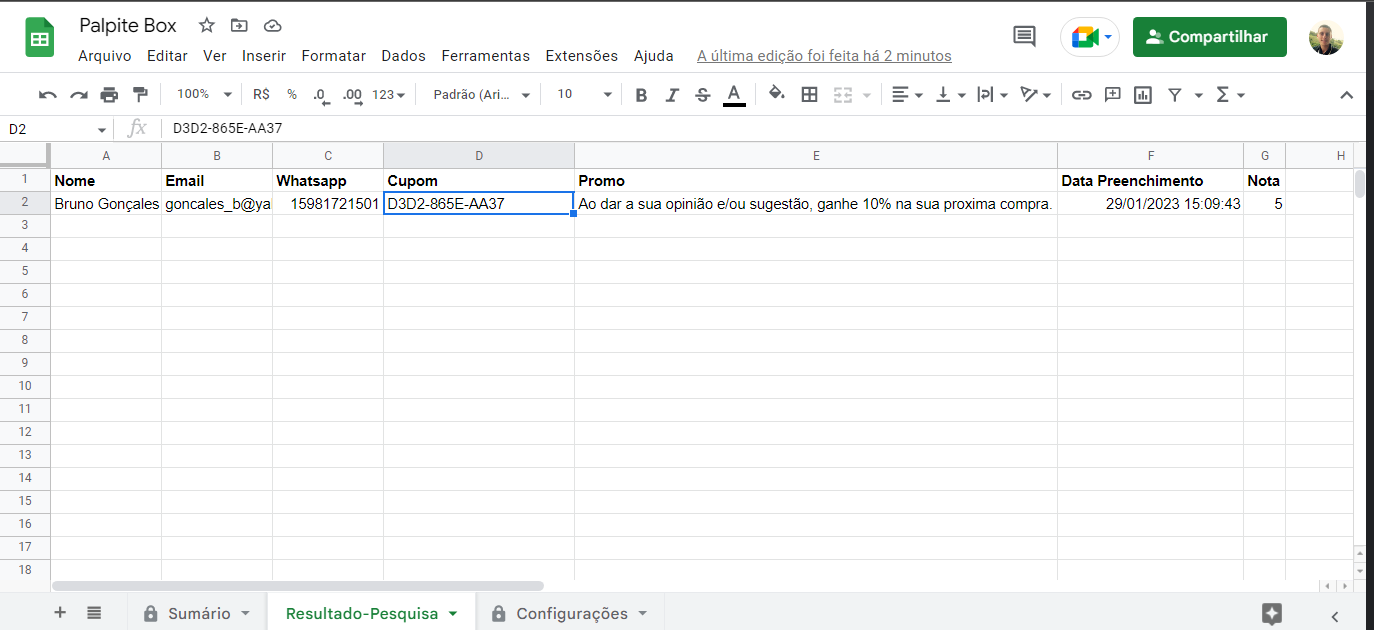 Palpite Box
Arquivo Editar Ver Inserir Formatar Dados Ferramentas Extensões Ajuda A última edição foi feita há 2 minutos
Compartilhar
100% R$ % .0 .00 123 Padrão (Ari... 10 B I S A
D2 fx D3D2-865E-AA37
A B C D E F G H
1 Nome Email Whatsapp Cupom Promo Data Preenchimento Nota
2 Bruno Gonçales goncales_b@ya 15981721501 D3D2-865E-AA37 Ao dar a sua opinião e/ou sugestão, ganhe 10% na sua proxima compra. 29/01/2023 15:09:43 5
3
4
5
6
7
8
9
10
11
12
13
14
15
16
17
18
Sumário Resultado-Pesquisa Configurações